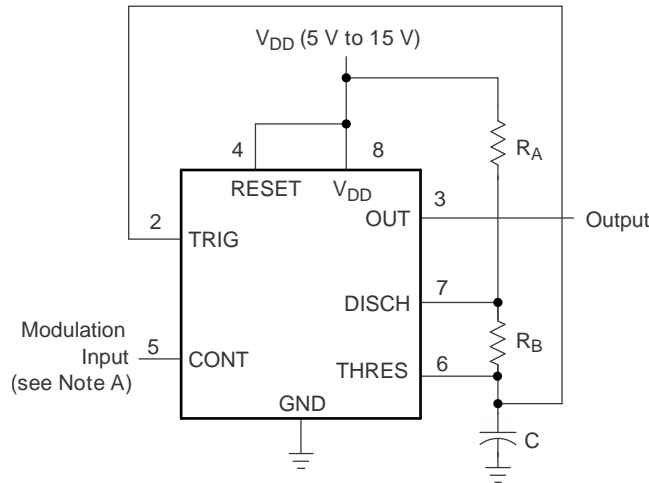 V_DD (5 V to 15 V)
4
8
RESET
V_DD
R_A
2
3
TRIG
OUT
Output
7
DISCH
Modulation
Input
(see Note A)
5
CONT
R_B
6
THRES
GND
C